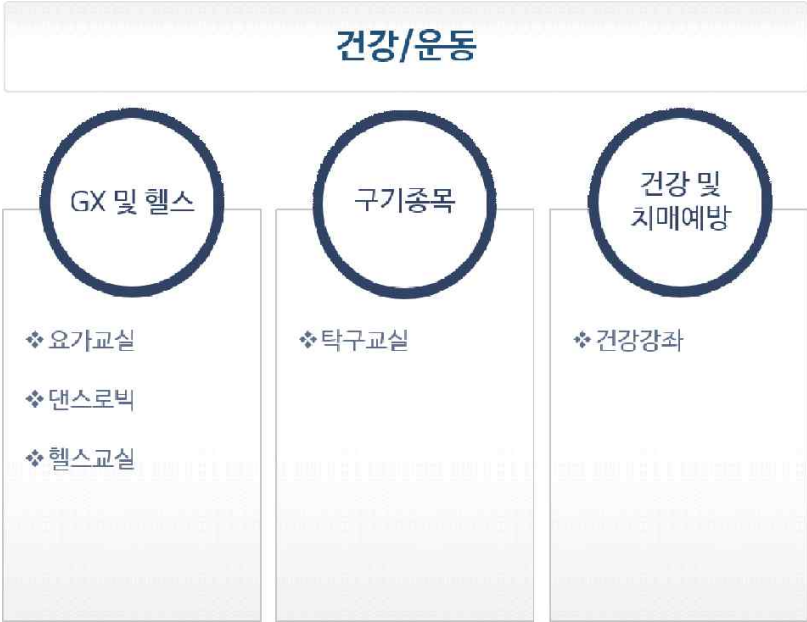 건강/운동
GX 및 헬스
❖ 요가교실
❖ 댄스로빅
❖ 헬스교실
구기종목
❖ 탁구교실
건강 및
치매예방
❖ 건강강좌